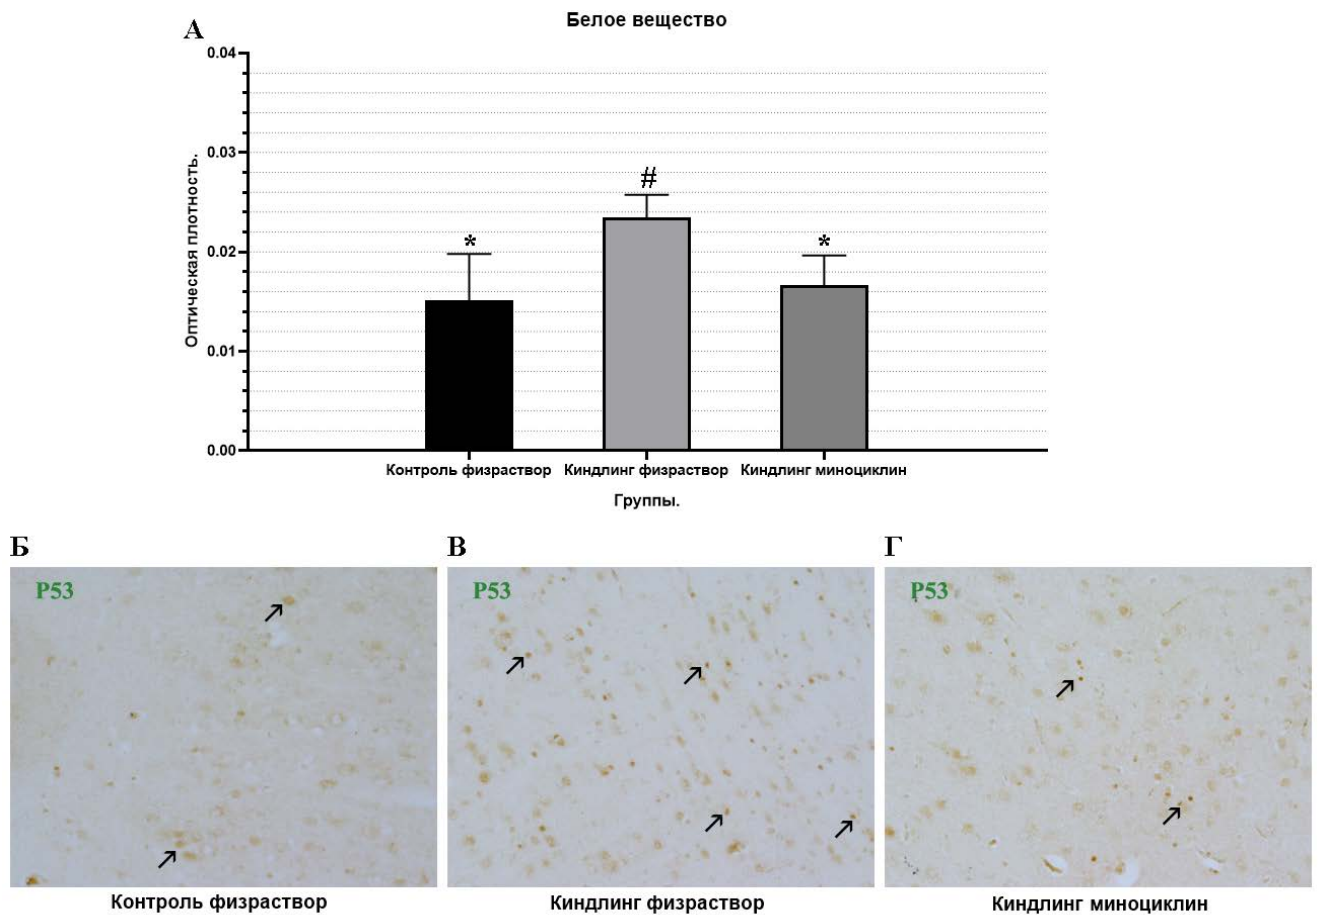 Белое вещество
А
0.04
0.03
0.02
0.01
0.00
Оптическая плотность.
*
#
*
Контроль физраствор
Киндлинг физраствор
Киндлинг миноциклин
Группы.
Б
В
Г
P53
P53
P53
Контроль физраствор
Киндлинг физраствор
Киндлинг миноциклин